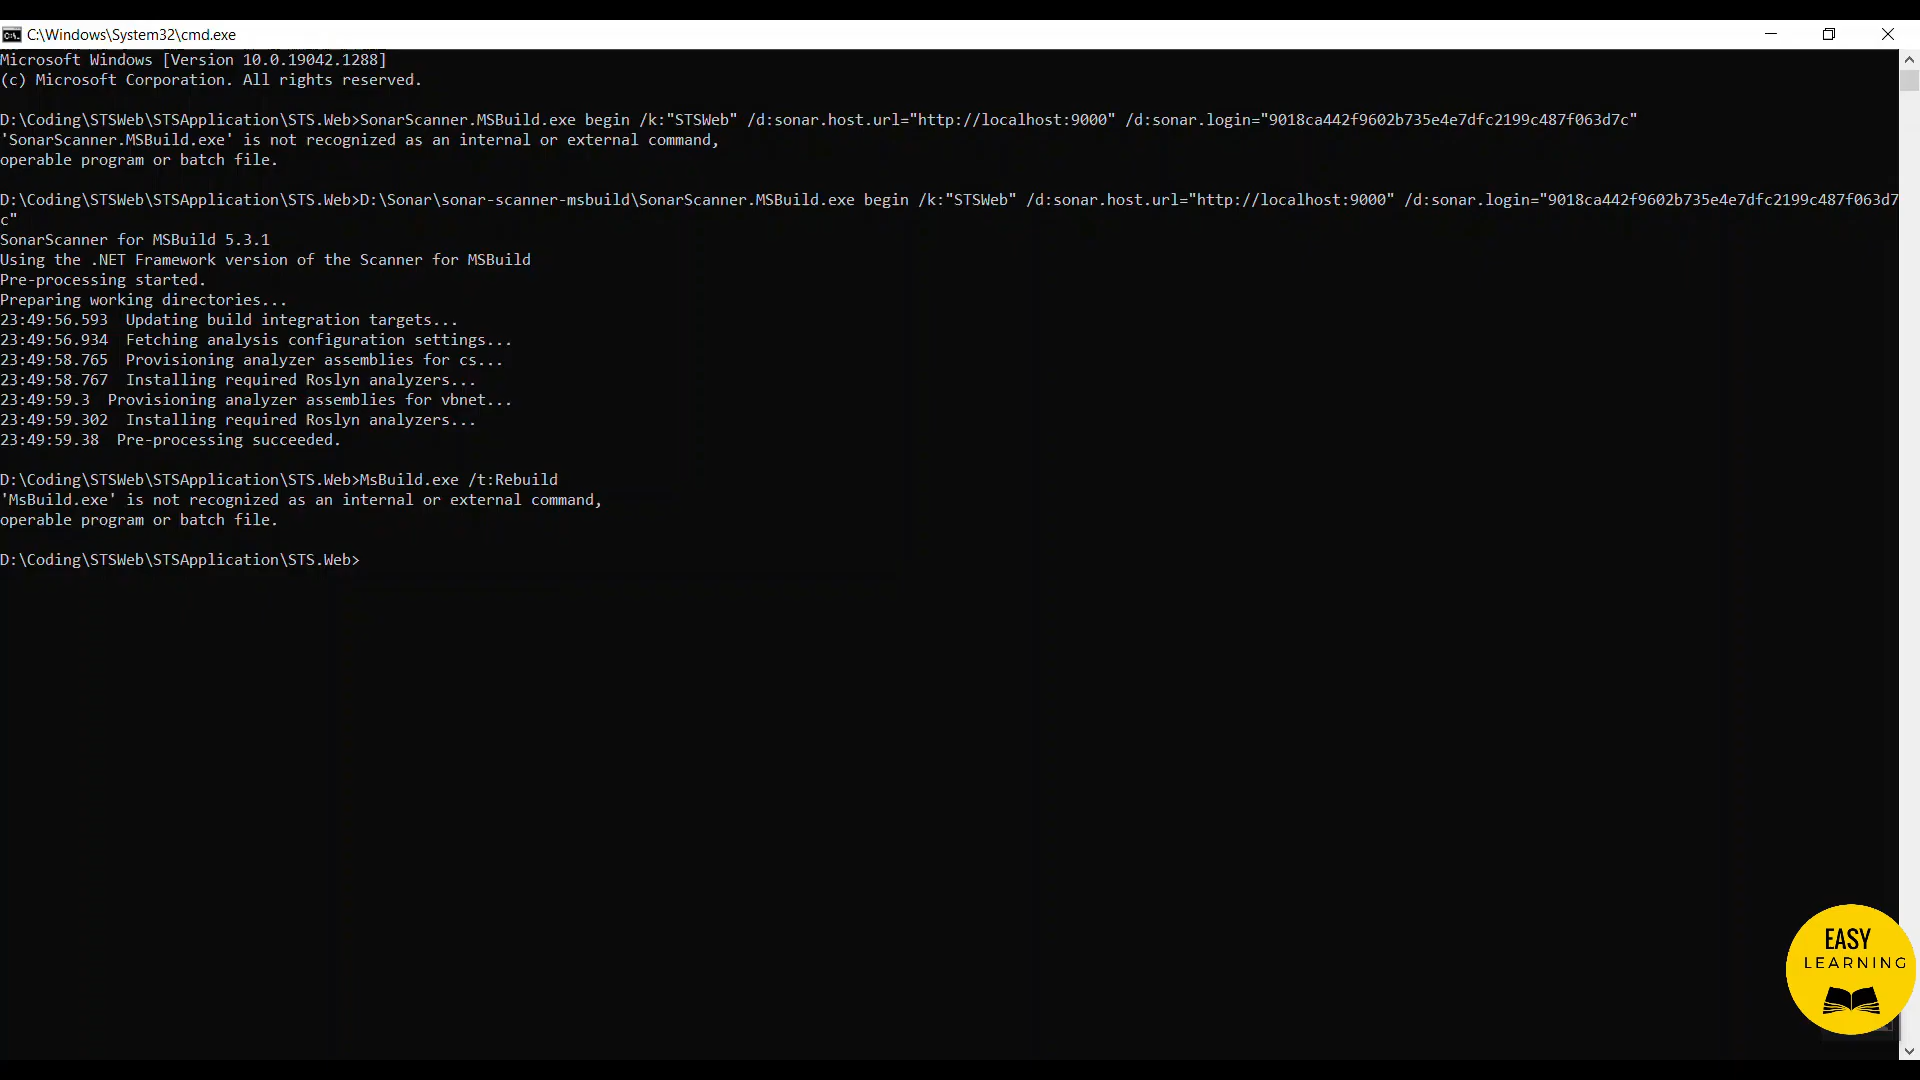 C:\Windows\System32\cmd.exe
Microsoft Windows [Version 10.0.19042.1288]
(c) Microsoft Corporation. All rights reserved.
D:\Coding\STSWeb\STSApplication\STS.Web>SonarScanner.MSBuild.exe begin /k:"STSWeb" /d:sonar.host.url="http://localhost:9000" /d:sonar.login="9018ca442f9602b735e4e7dfc2199c487f063d7c"
'SonarScanner.MSBuild.exe' is not recognized as an internal or external command,
operable program or batch file.
D:\Coding\STSWeb\STSApplication\STS.Web>D:\Sonar\sonar-scanner-msbuild\SonarScanner.MSBuild.exe begin /k:"STSWeb" /d:sonar.host.url="http://localhost:9000" /d:sonar.login="9018ca442f9602b735e4e7dfc2199c487f063d7
c"
SonarScanner for MSBuild 5.3.1
Using the .NET Framework version of the Scanner for MSBuild
Pre-processing started.
Preparing working directories...
23:49:56.593  Updating build integration targets...
23:49:56.934  Fetching analysis configuration settings...
23:49:58.765  Provisioning analyzer assemblies for cs...
23:49:58.767  Installing required Roslyn analyzers...
23:49:59.3  Provisioning analyzer assemblies for vbnet...
23:49:59.302  Installing required Roslyn analyzers...
23:49:59.38  Pre-processing succeeded.
D:\Coding\STSWeb\STSApplication\STS.Web>MsBuild.exe /t:Rebuild
'MsBuild.exe' is not recognized as an internal or external command,
operable program or batch file.
D:\Coding\STSWeb\STSApplication\STS.Web>
EASY
LEARNING